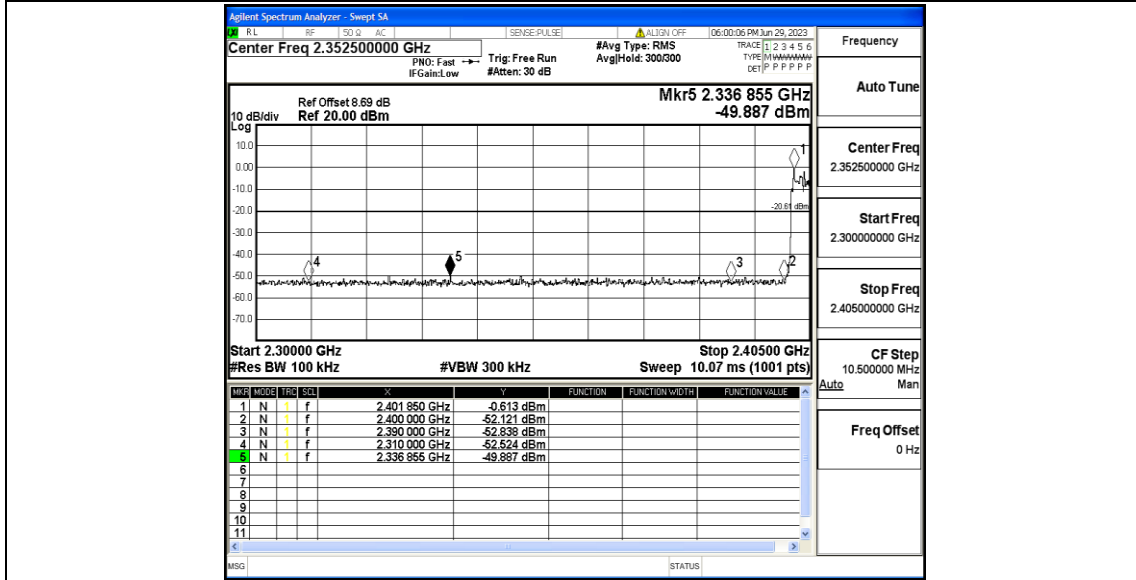 Agilent Spectrum Analyzer - Swept SA
RL RF 50 Ω AC SENSE:PULSE ALIGN OFF 06:00:06 PM Jun 29, 2023
Center Freq 2.352500000 GHz
PNO: Fast
IFGain:Low
Trig: Free Run
#Atten: 30 dB
#Avg Type: RMS
Avg|Hold: 300/300
TRACE 1 2 3 4 5 6
TYPE M W W W W W
DET P P P P P P
Ref Offset 8.69 dB
Ref 20.00 dBm
10 dB/div
Log
Mkr5 2.336 855 GHz
-49.887 dBm
10.0
0.00
-10.0
-20.0
-30.0
-40.0
-50.0
-60.0
-70.0
-20.61 dBm
1
2
3
4
5
Start 2.30000 GHz
Stop 2.40500 GHz
#Res BW 100 kHz
#VBW 300 kHz
Sweep 10.07 ms (1001 pts)
MKR MODE TRC SCL X Y FUNCTION FUNCTION WIDTH FUNCTION VALUE
1 N 1 f 2.401 850 GHz -0.613 dBm
2 N 1 f 2.400 000 GHz -52.121 dBm
3 N 1 f 2.390 000 GHz -52.838 dBm
4 N 1 f 2.310 000 GHz -52.524 dBm
5 N 1 f 2.336 855 GHz -49.887 dBm
6
7
8
9
10
11
MSG
STATUS
Frequency
Auto Tune
Center Freq
2.352500000 GHz
Start Freq
2.300000000 GHz
Stop Freq
2.405000000 GHz
CF Step
10.500000 MHz
Auto Man
Freq Offset
0 Hz